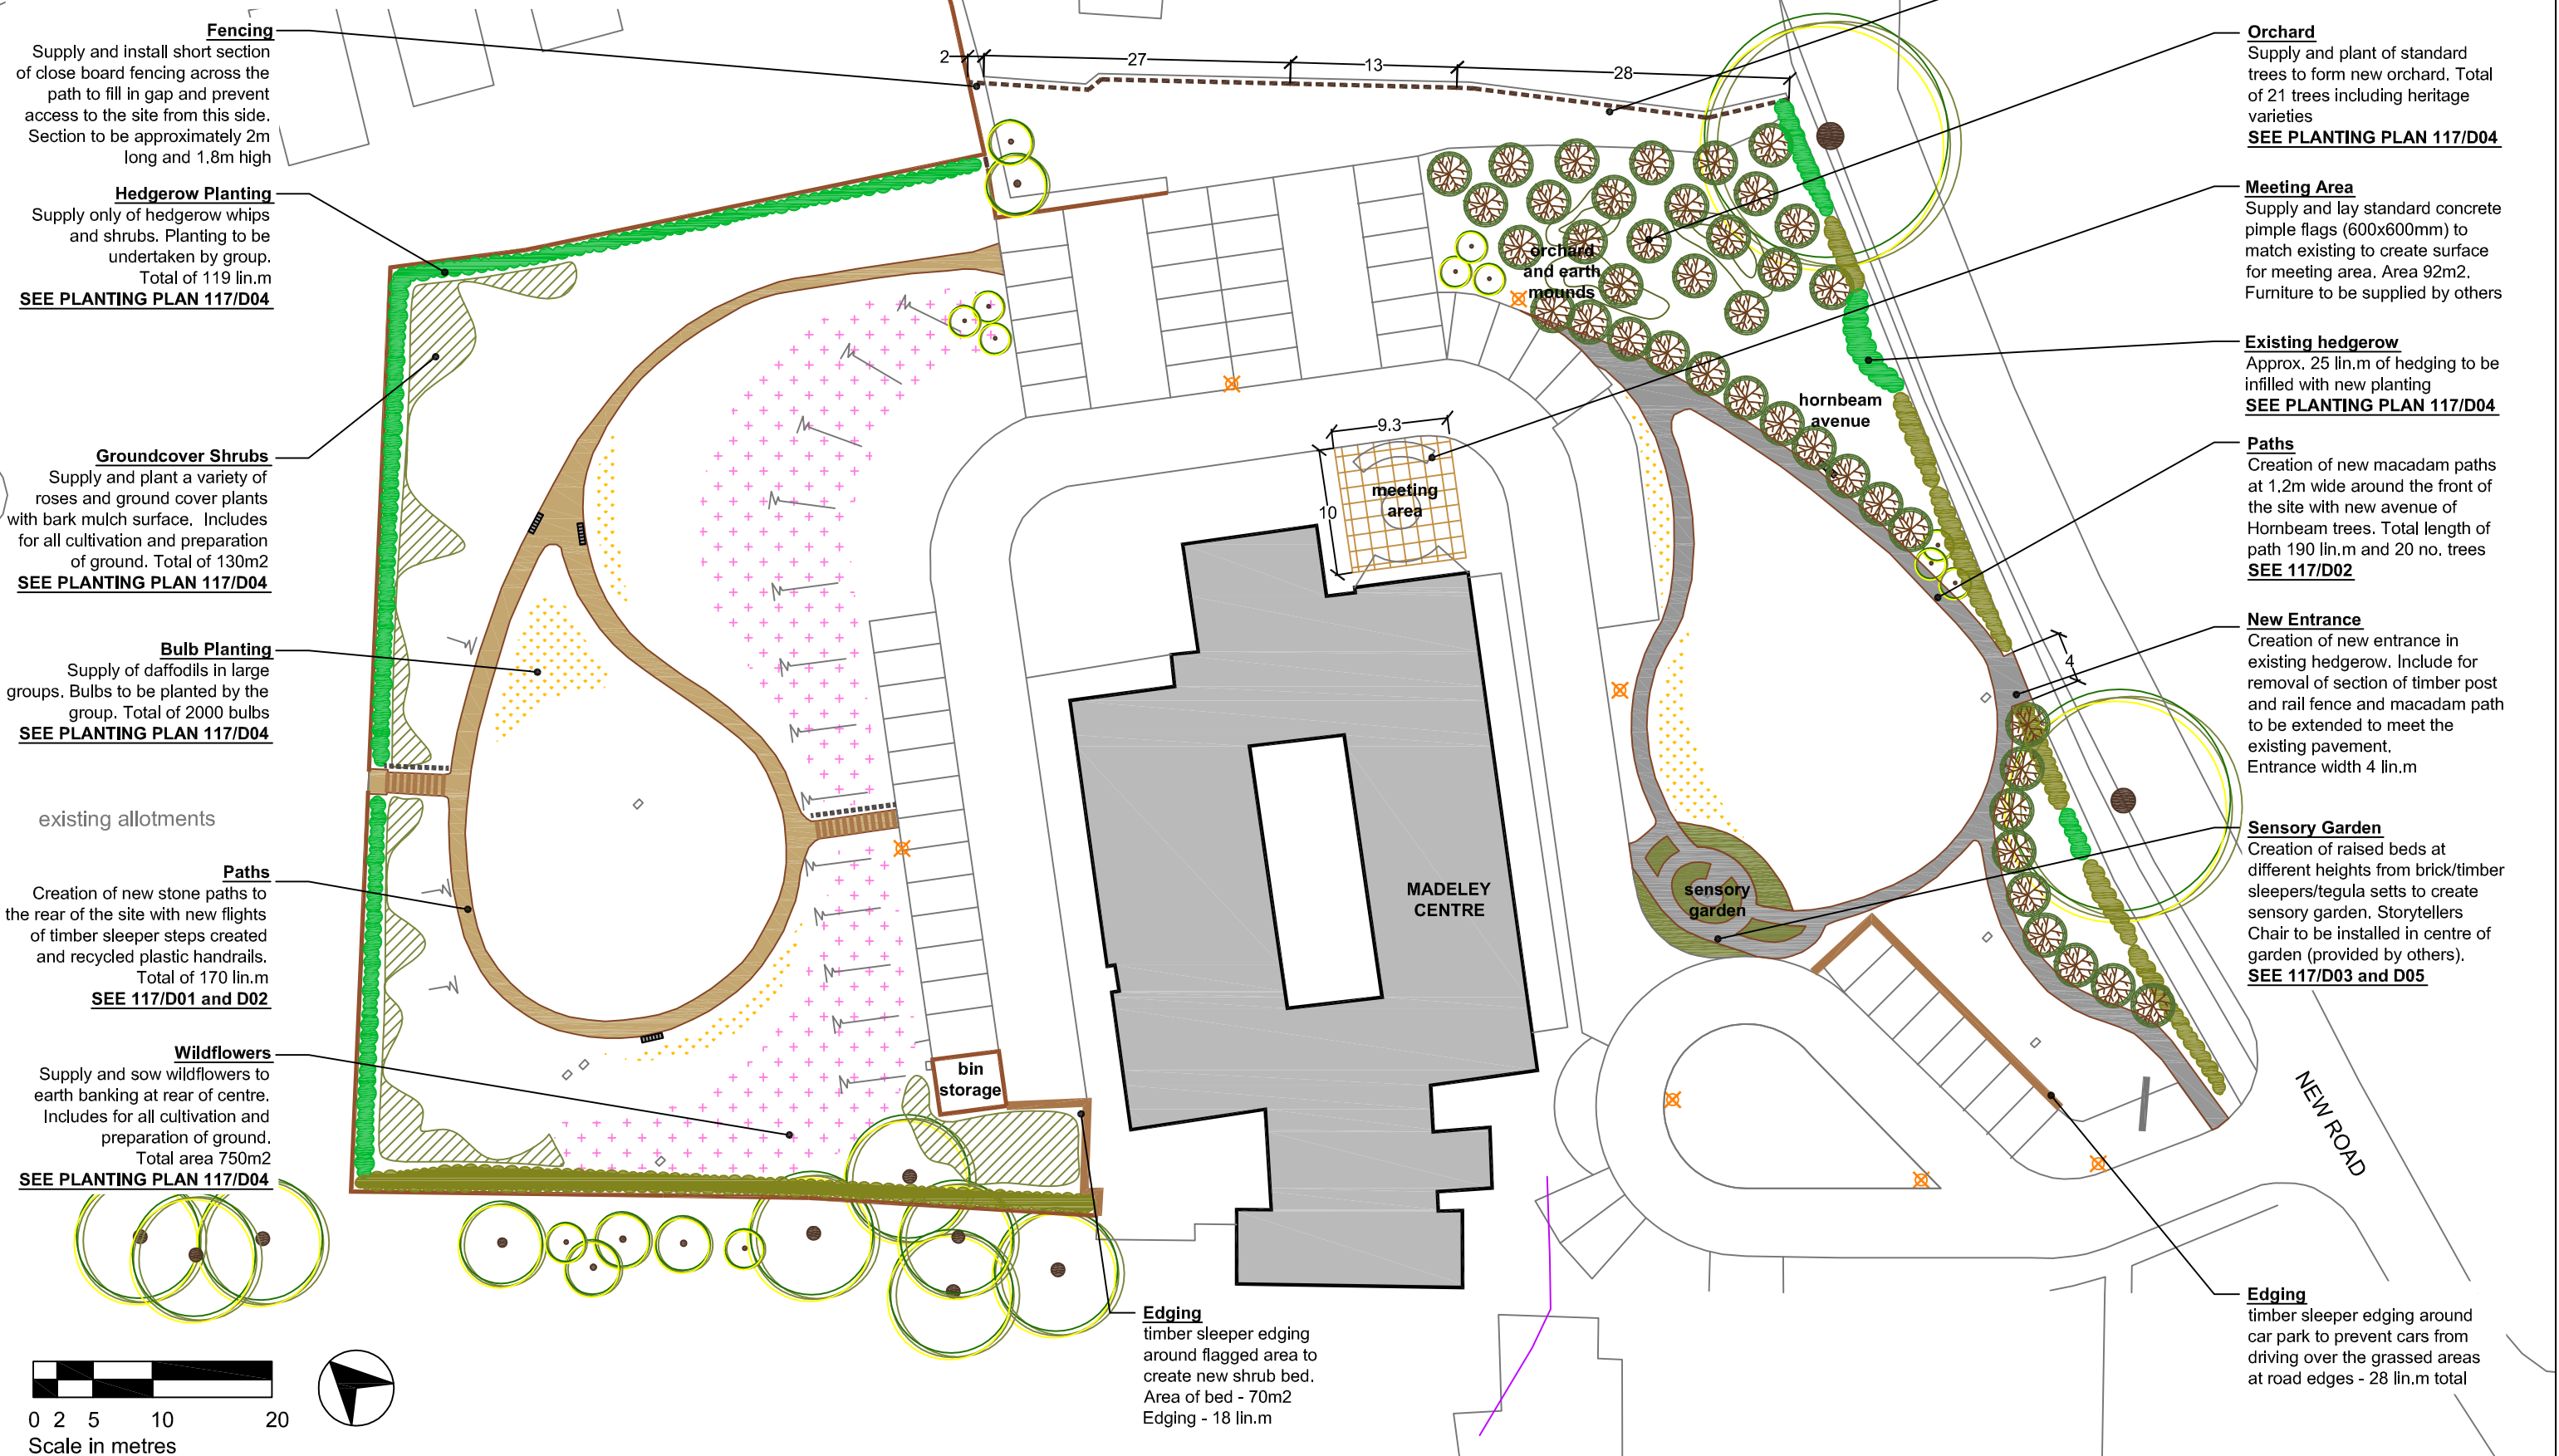 Fencing
Supply and install short section
of close board fencing across the
path to fill in gap and prevent
access to the site from this side.
Section to be approximately 2m
long and 1.8m high
Hedgerow Planting
Supply only of hedgerow whips
and shrubs. Planting to be
undertaken by group.
Total of 119 lin.m
SEE PLANTING PLAN 117/D04
Groundcover Shrubs
Supply and plant a variety of
roses and ground cover plants
with bark mulch surface. Includes
for all cultivation and preparation
of ground. Total of 130m2
SEE PLANTING PLAN 117/D04
Bulb Planting
Supply of daffodils in large
groups. Bulbs to be planted by the
group. Total of 2000 bulbs
SEE PLANTING PLAN 117/D04
existing allotments
Paths
Creation of new stone paths to
the rear of the site with new flights
of timber sleeper steps created
and recycled plastic handrails.
Total of 170 lin.m
SEE 117/D01 and D02
Wildflowers
Supply and sow wildflowers to
earth banking at rear of centre.
Includes for all cultivation and
preparation of ground.
Total area 750m2
SEE PLANTING PLAN 117/D04
0 2 5 10 20
Scale in metres
2 27 13 28
orchard
and earth
mounds
hornbeam
avenue
9.3
10
meeting
area
4
MADELEY
CENTRE
sensory
garden
bin
storage
NEW ROAD
Edging
timber sleeper edging
around flagged area to
create new shrub bed.
Area of bed - 70m2
Edging - 18 lin.m
Orchard
Supply and plant of standard
trees to form new orchard. Total
of 21 trees including heritage
varieties
SEE PLANTING PLAN 117/D04
Meeting Area
Supply and lay standard concrete
pimple flags (600x600mm) to
match existing to create surface
for meeting area. Area 92m2.
Furniture to be supplied by others
Existing hedgerow
Approx. 25 lin.m of hedging to be
infilled with new planting
SEE PLANTING PLAN 117/D04
Paths
Creation of new macadam paths
at 1.2m wide around the front of
the site with new avenue of
Hornbeam trees. Total length of
path 190 lin.m and 20 no. trees
SEE 117/D02
New Entrance
Creation of new entrance in
existing hedgerow. Include for
removal of section of timber post
and rail fence and macadam path
to be extended to meet the
existing pavement.
Entrance width 4 lin.m
Sensory Garden
Creation of raised beds at
different heights from brick/timber
sleepers/tegula setts to create
sensory garden. Storytellers
Chair to be installed in centre of
garden (provided by others).
SEE 117/D03 and D05
Edging
timber sleeper edging around
car park to prevent cars from
driving over the grassed areas
at road edges - 28 lin.m total